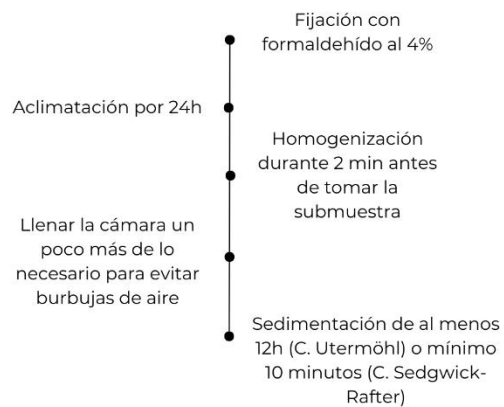 Fijación con
formaldehído al 4%
Aclimatación por 24h
Homogenización
durante 2 min antes
de tomar la
submuestra
Llenar la cámara un
poco más de lo
necesario para evitar
burbujas de aire
Sedimentación de al menos
12h (C. Utermöhl) o mínimo
10 minutos (C. Sedgwick-
Rafter)